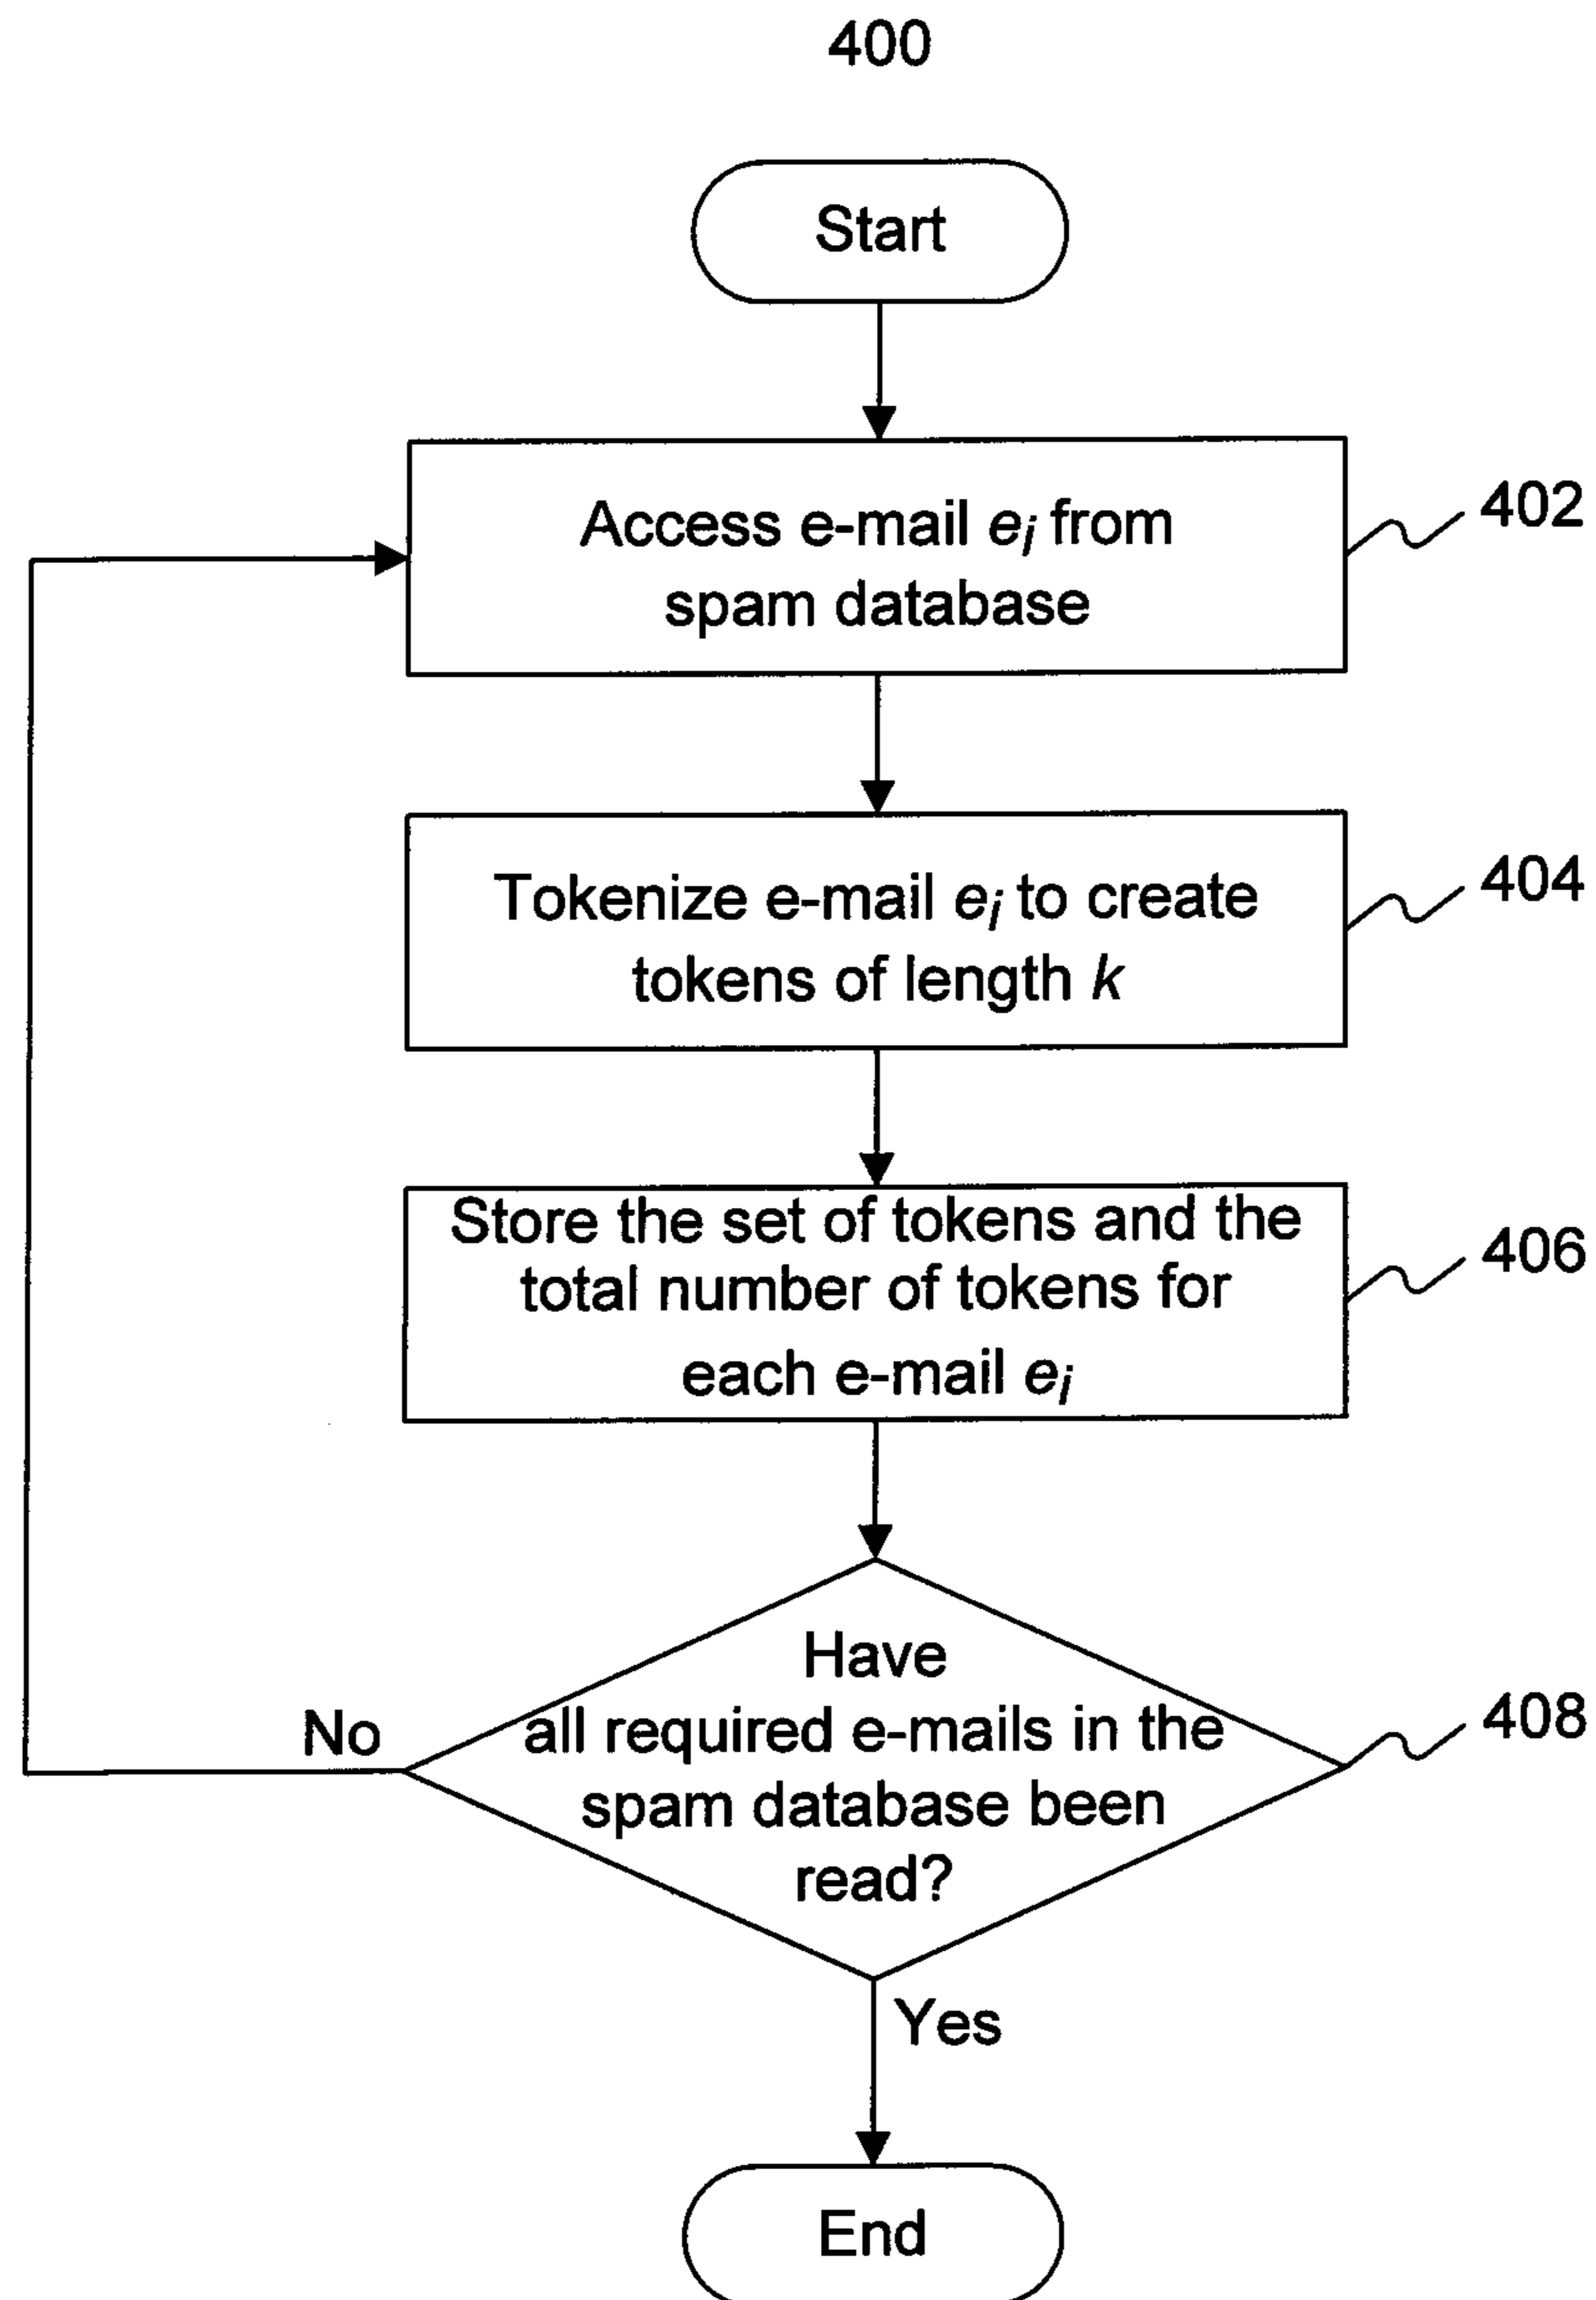 400
Start
Access e-mail ei from
spam database
402
Tokenize e-mail ei to create
tokens of length k
404
Store the set of tokens and the
total number of tokens for
each e-mail ei
406
Have
all required e-mails in the
spam database been
read?
408
No
Yes
End